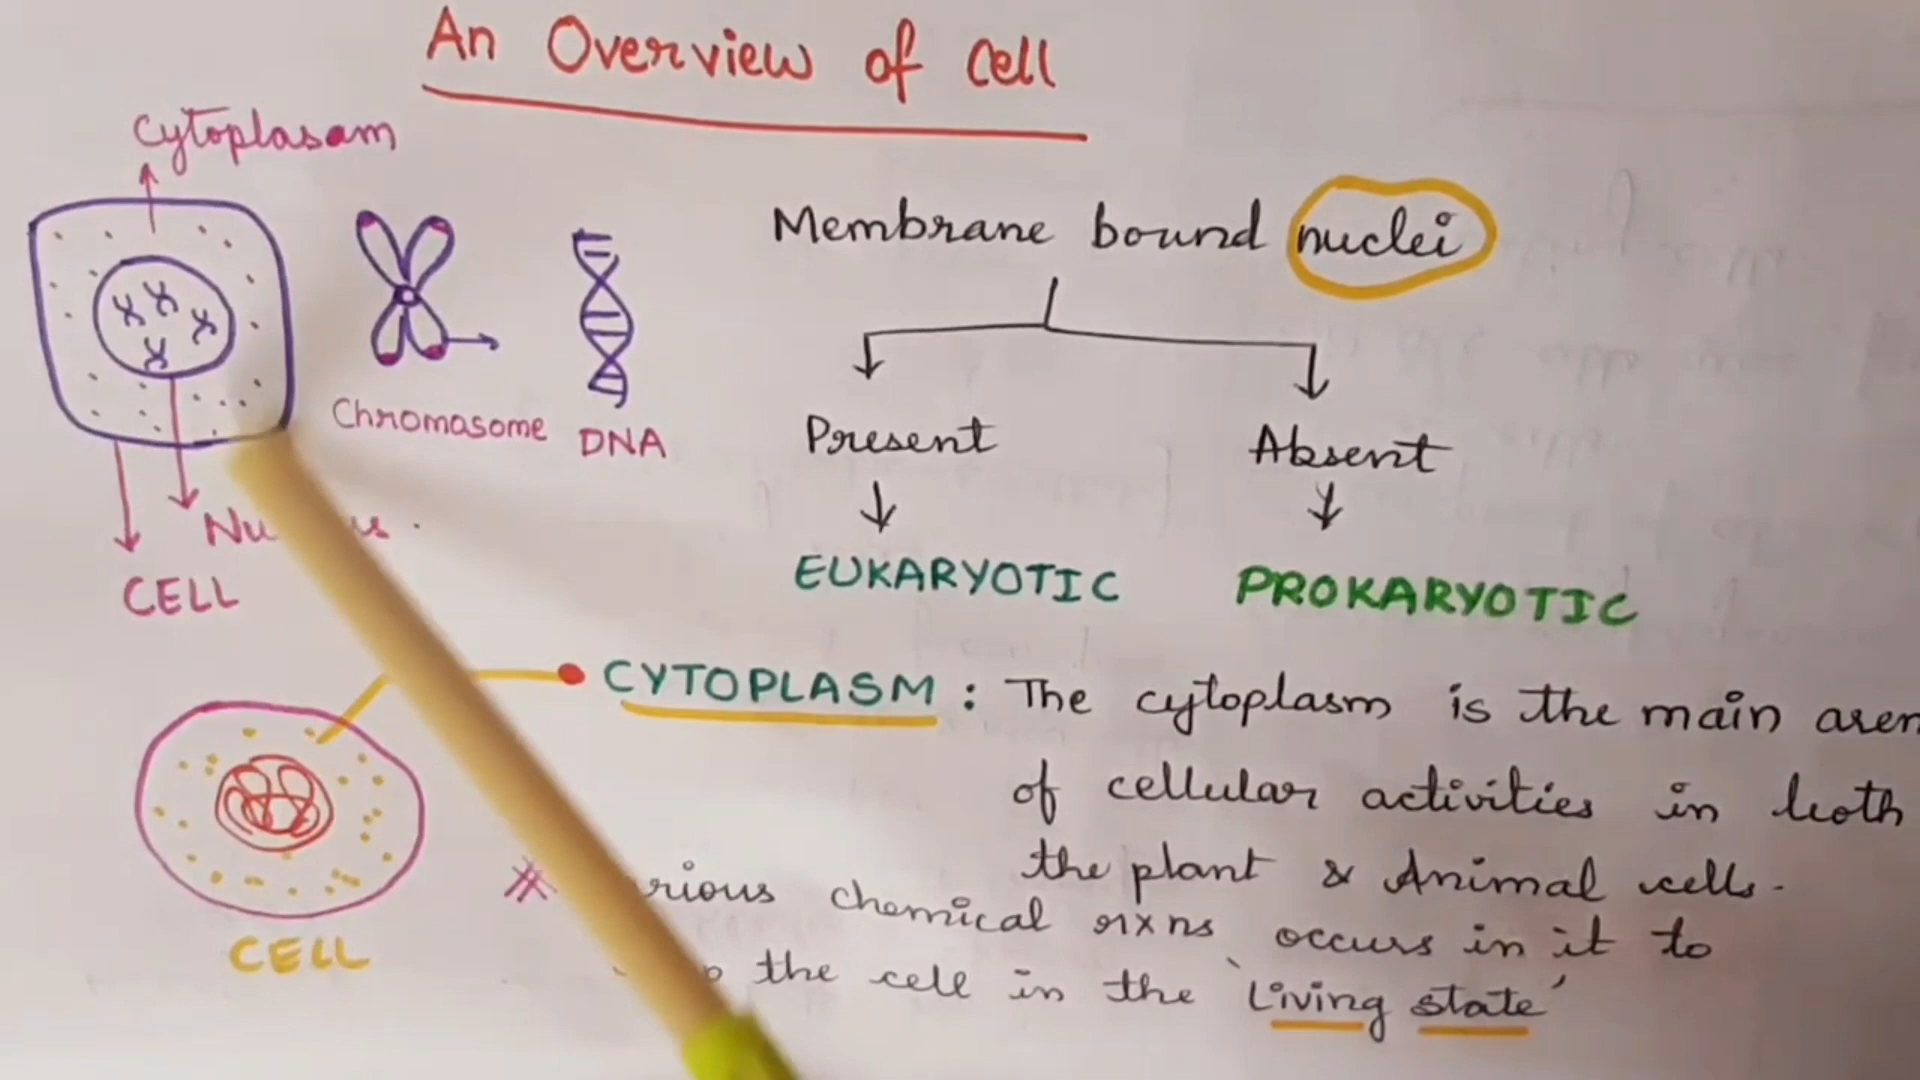 An Overview of Cell
Cytoplasam
Membrane bound nuclei
Chromasome
DNA
Present
Absent
CELL
EUKARYOTIC
PROKARYOTIC
CYTOPLASM : The cytoplasm is the main
of cellular activities in both
the plant & Animal cells.
chemical rxns occurs in it to
the cell in the 'Living state'
CELL